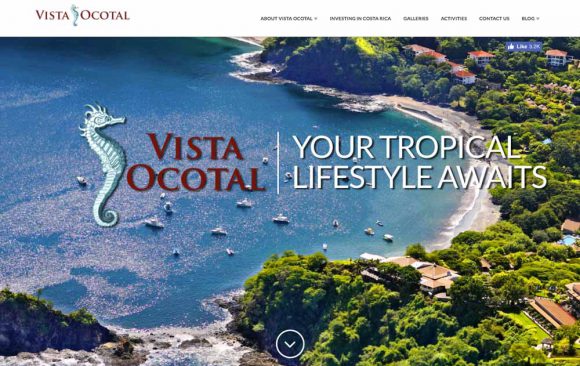 VISTA OCOTAL
ABOUT VISTA OCOTAL
INVESTING IN COSTA RICA
GALLERIES
ACTIVITIES
CONTACT US
BLOG
Like 3.2K
VISTA
OCOTAL
YOUR TROPICAL
LIFESTYLE AWAITS